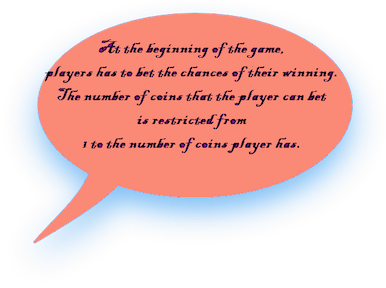 At the beginning of the game,
players has to bet the chances of their winning.
The number of coins that the player can bet
is restricted from
1 to the number of coins player has.